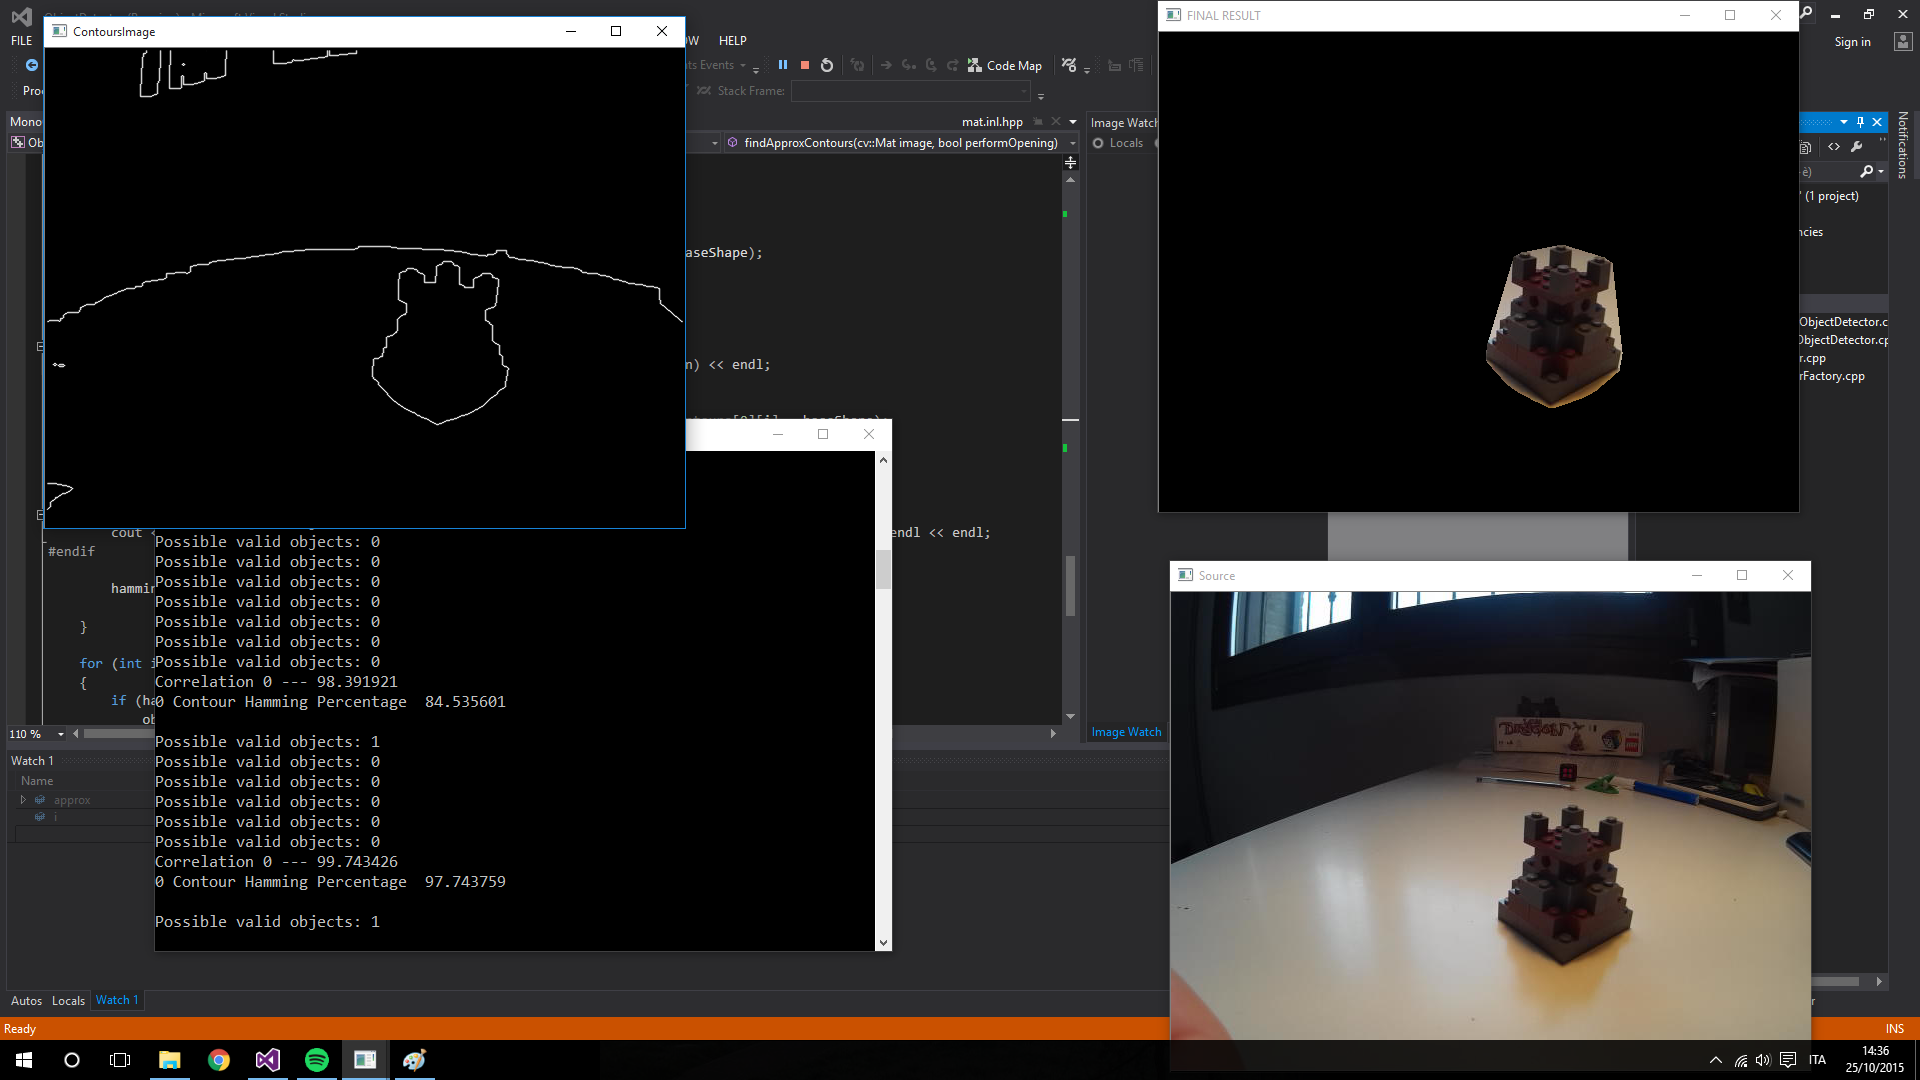 ContoursImage
FILE
OW
HELP
FINAL RESULT
Sign in
nts Events
Code Map
Proc
Stack Frame:
Mono
mat.inl.hpp
Image Watch
Notifications
Ob
findApproxContours(cv::Mat image, bool performOpening)
Locals
è)
' (1 project)
ncies
aseShape);
ObjectDetector.c
ObjectDetector.cp
r.cpp
n) << endl;
rFactory.cpp
cout <
endl << endl;
#endif
hammin
}
for (int i
{
if (ha
ob
Possible valid objects: 0
Possible valid objects: 0
Possible valid objects: 0
Possible valid objects: 0
Possible valid objects: 0
Possible valid objects: 0
Possible valid objects: 0
Correlation 0 --- 98.391921
0 Contour Hamming Percentage  84.535601
Possible valid objects: 1
Possible valid objects: 0
Possible valid objects: 0
Possible valid objects: 0
Possible valid objects: 0
Possible valid objects: 0
Correlation 0 --- 99.743426
0 Contour Hamming Percentage  97.743759
Possible valid objects: 1
Source
110 %
Image Watch
Watch 1
Name
approx
i
Autos
Locals
Watch 1
r
Ready
INS
ITA
14:36
25/10/2015